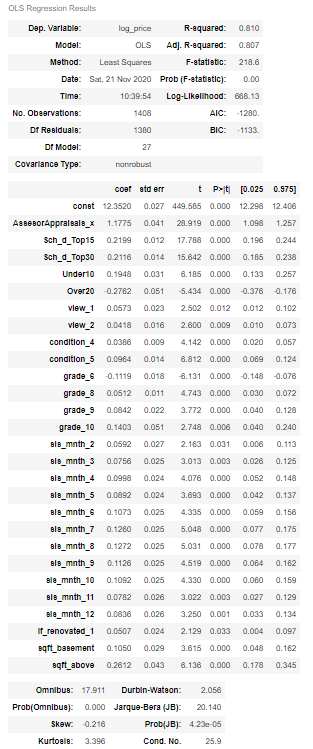 OLS Regression Results
Dep. Variable: log_price R-squared: 0.810
Model: OLS Adj. R-squared: 0.807
Method: Least Squares F-statistic: 218.6
Date: Sat, 21 Nov 2020 Prob (F-statistic): 0.00
Time: 10:39:54 Log-Likelihood: 668.13
No. Observations: 1408 AIC: -1280.
Df Residuals: 1380 BIC: -1133.
Df Model: 27
Covariance Type: nonrobust
coef std err t P>|t| [0.025 0.975]
const 12.3520 0.027 449.585 0.000 12.298 12.406
AssesorAppraisals_x 1.1775 0.041 28.919 0.000 1.098 1.257
Sch_d_Top15 0.2199 0.012 17.788 0.000 0.196 0.244
Sch_d_Top30 0.2116 0.014 15.642 0.000 0.185 0.238
Under10 0.1948 0.031 6.185 0.000 0.133 0.257
Over20 -0.2762 0.051 -5.434 0.000 -0.376 -0.176
view_1 0.0573 0.023 2.502 0.012 0.012 0.102
view_2 0.0418 0.016 2.600 0.009 0.010 0.073
condition_4 0.0386 0.009 4.142 0.000 0.020 0.057
condition_5 0.0964 0.014 6.812 0.000 0.069 0.124
grade_6 -0.1119 0.018 -6.131 0.000 -0.148 -0.076
grade_8 0.0512 0.011 4.743 0.000 0.030 0.072
grade_9 0.0842 0.022 3.772 0.000 0.040 0.128
grade_10 0.1403 0.051 2.748 0.006 0.040 0.240
sls_mnth_2 0.0592 0.027 2.163 0.031 0.006 0.113
sls_mnth_3 0.0756 0.025 3.013 0.003 0.026 0.125
sls_mnth_4 0.0998 0.024 4.076 0.000 0.052 0.148
sls_mnth_5 0.0892 0.024 3.693 0.000 0.042 0.137
sls_mnth_6 0.1073 0.025 4.335 0.000 0.059 0.156
sls_mnth_7 0.1260 0.025 5.048 0.000 0.077 0.175
sls_mnth_8 0.1272 0.025 5.031 0.000 0.078 0.177
sls_mnth_9 0.1126 0.025 4.519 0.000 0.064 0.162
sls_mnth_10 0.1092 0.025 4.330 0.000 0.060 0.159
sls_mnth_11 0.0782 0.026 3.022 0.003 0.027 0.129
sls_mnth_12 0.0836 0.026 3.250 0.001 0.033 0.134
if_renovated_1 0.0507 0.024 2.129 0.033 0.004 0.097
sqft_basement 0.1050 0.029 3.615 0.000 0.048 0.162
sqft_above 0.2612 0.043 6.136 0.000 0.178 0.345
Omnibus: 17.911 Durbin-Watson: 2.056
Prob(Omnibus): 0.000 Jarque-Bera (JB): 20.140
Skew: -0.216 Prob(JB): 4.23e-05
Kurtosis: 3.396 Cond. No. 25.9